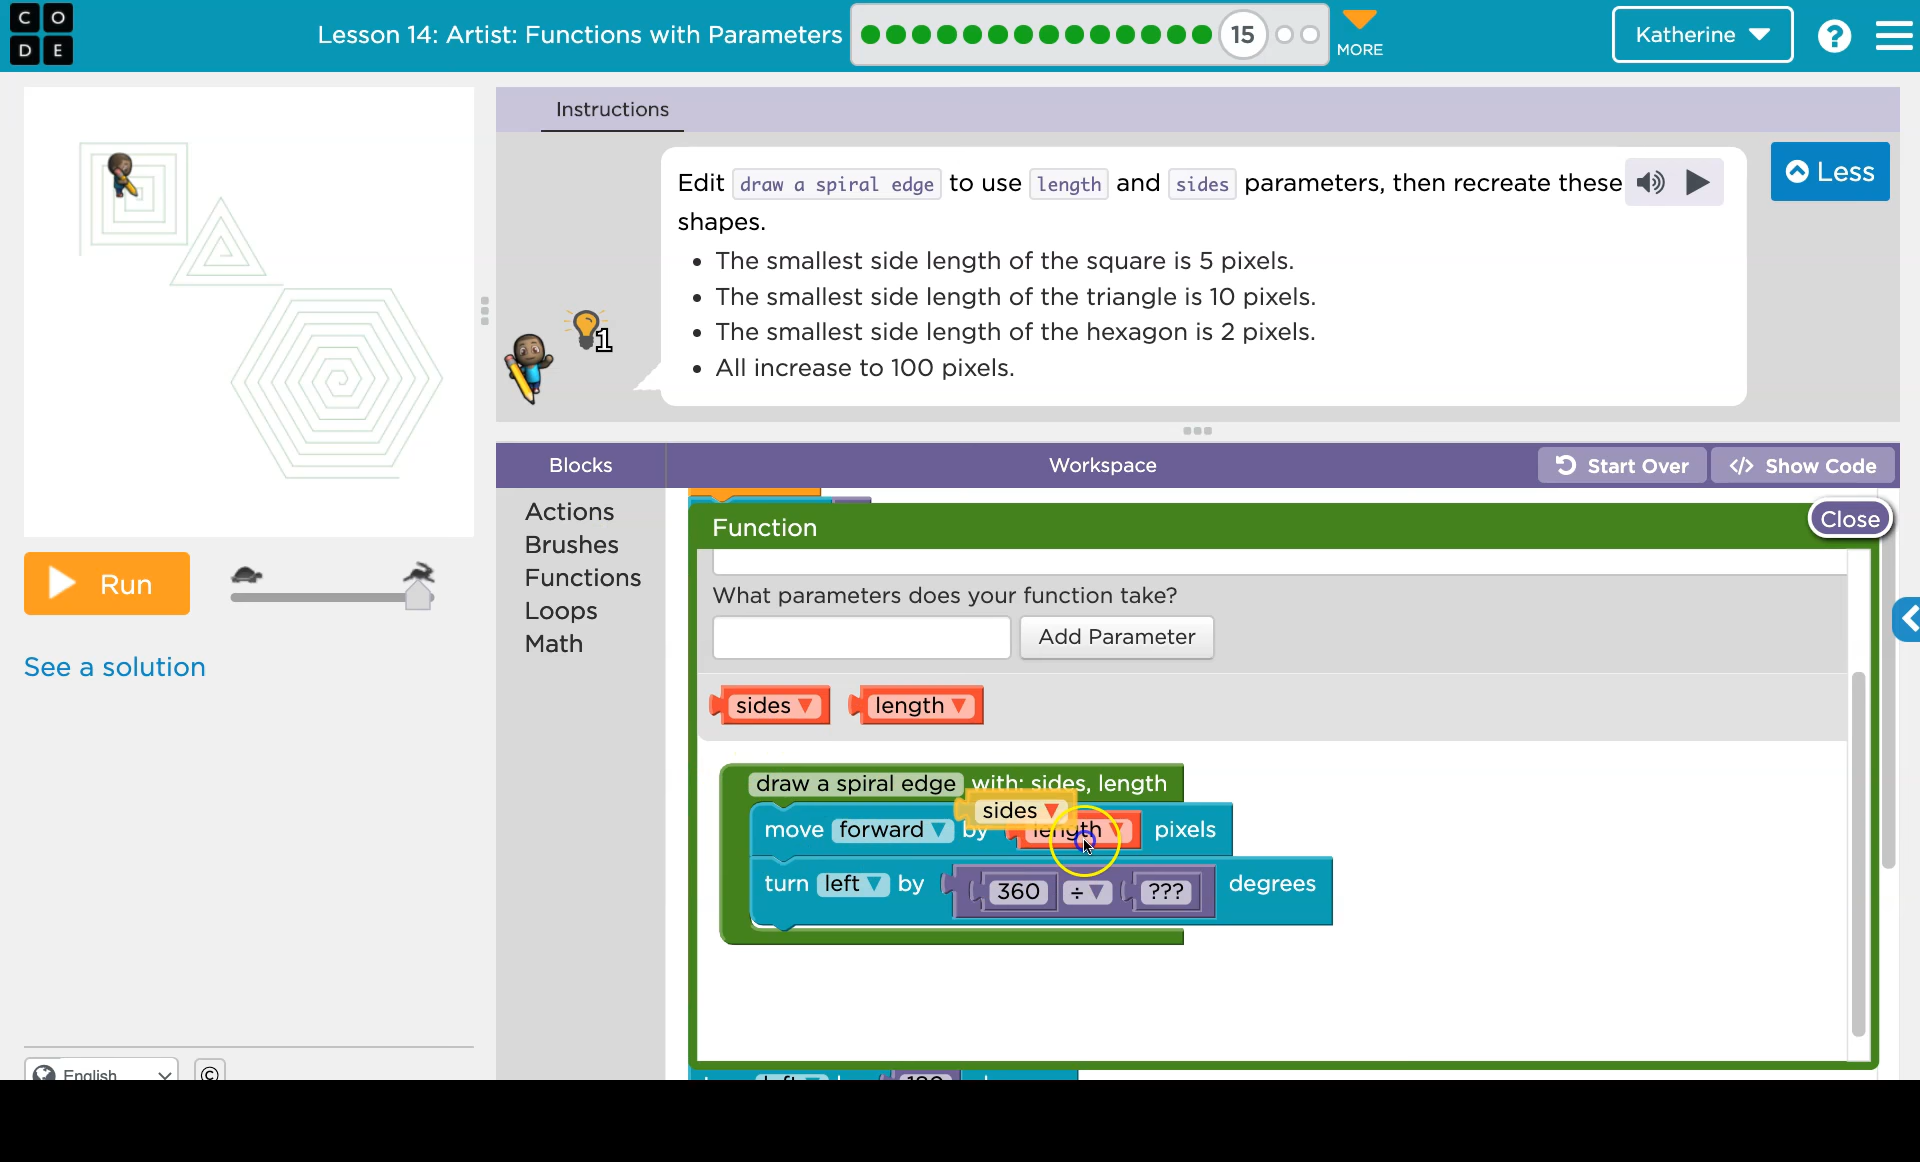 C O
D E
Lesson 14: Artist: Functions with Parameters
15
MORE
Katherine
?
Instructions
Edit draw a spiral edge to use length and sides parameters, then recreate these
shapes.
• The smallest side length of the square is 5 pixels.
• The smallest side length of the triangle is 10 pixels.
• The smallest side length of the hexagon is 2 pixels.
• All increase to 100 pixels.
Less
1
Blocks
Workspace
Start Over
</> Show Code
Run
See a solution
English
©
Actions
Brushes
Functions
Loops
Math
Function
Close
What parameters does your function take?
Add Parameter
sides
length
draw a spiral edge with: sides, length
sides
move forward by length pixels
turn left by 360 ÷ ??? degrees